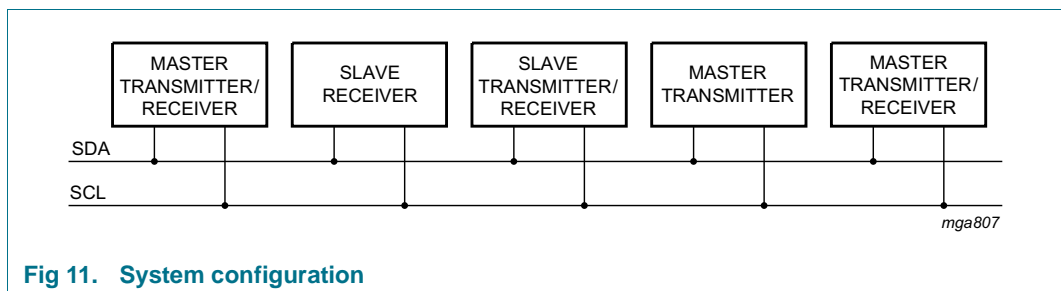 MASTER
TRANSMITTER/
RECEIVER
SLAVE
RECEIVER
SLAVE
TRANSMITTER/
RECEIVER
MASTER
TRANSMITTER
MASTER
TRANSMITTER/
RECEIVER
SDA
SCL
mga807
Fig 11. System configuration